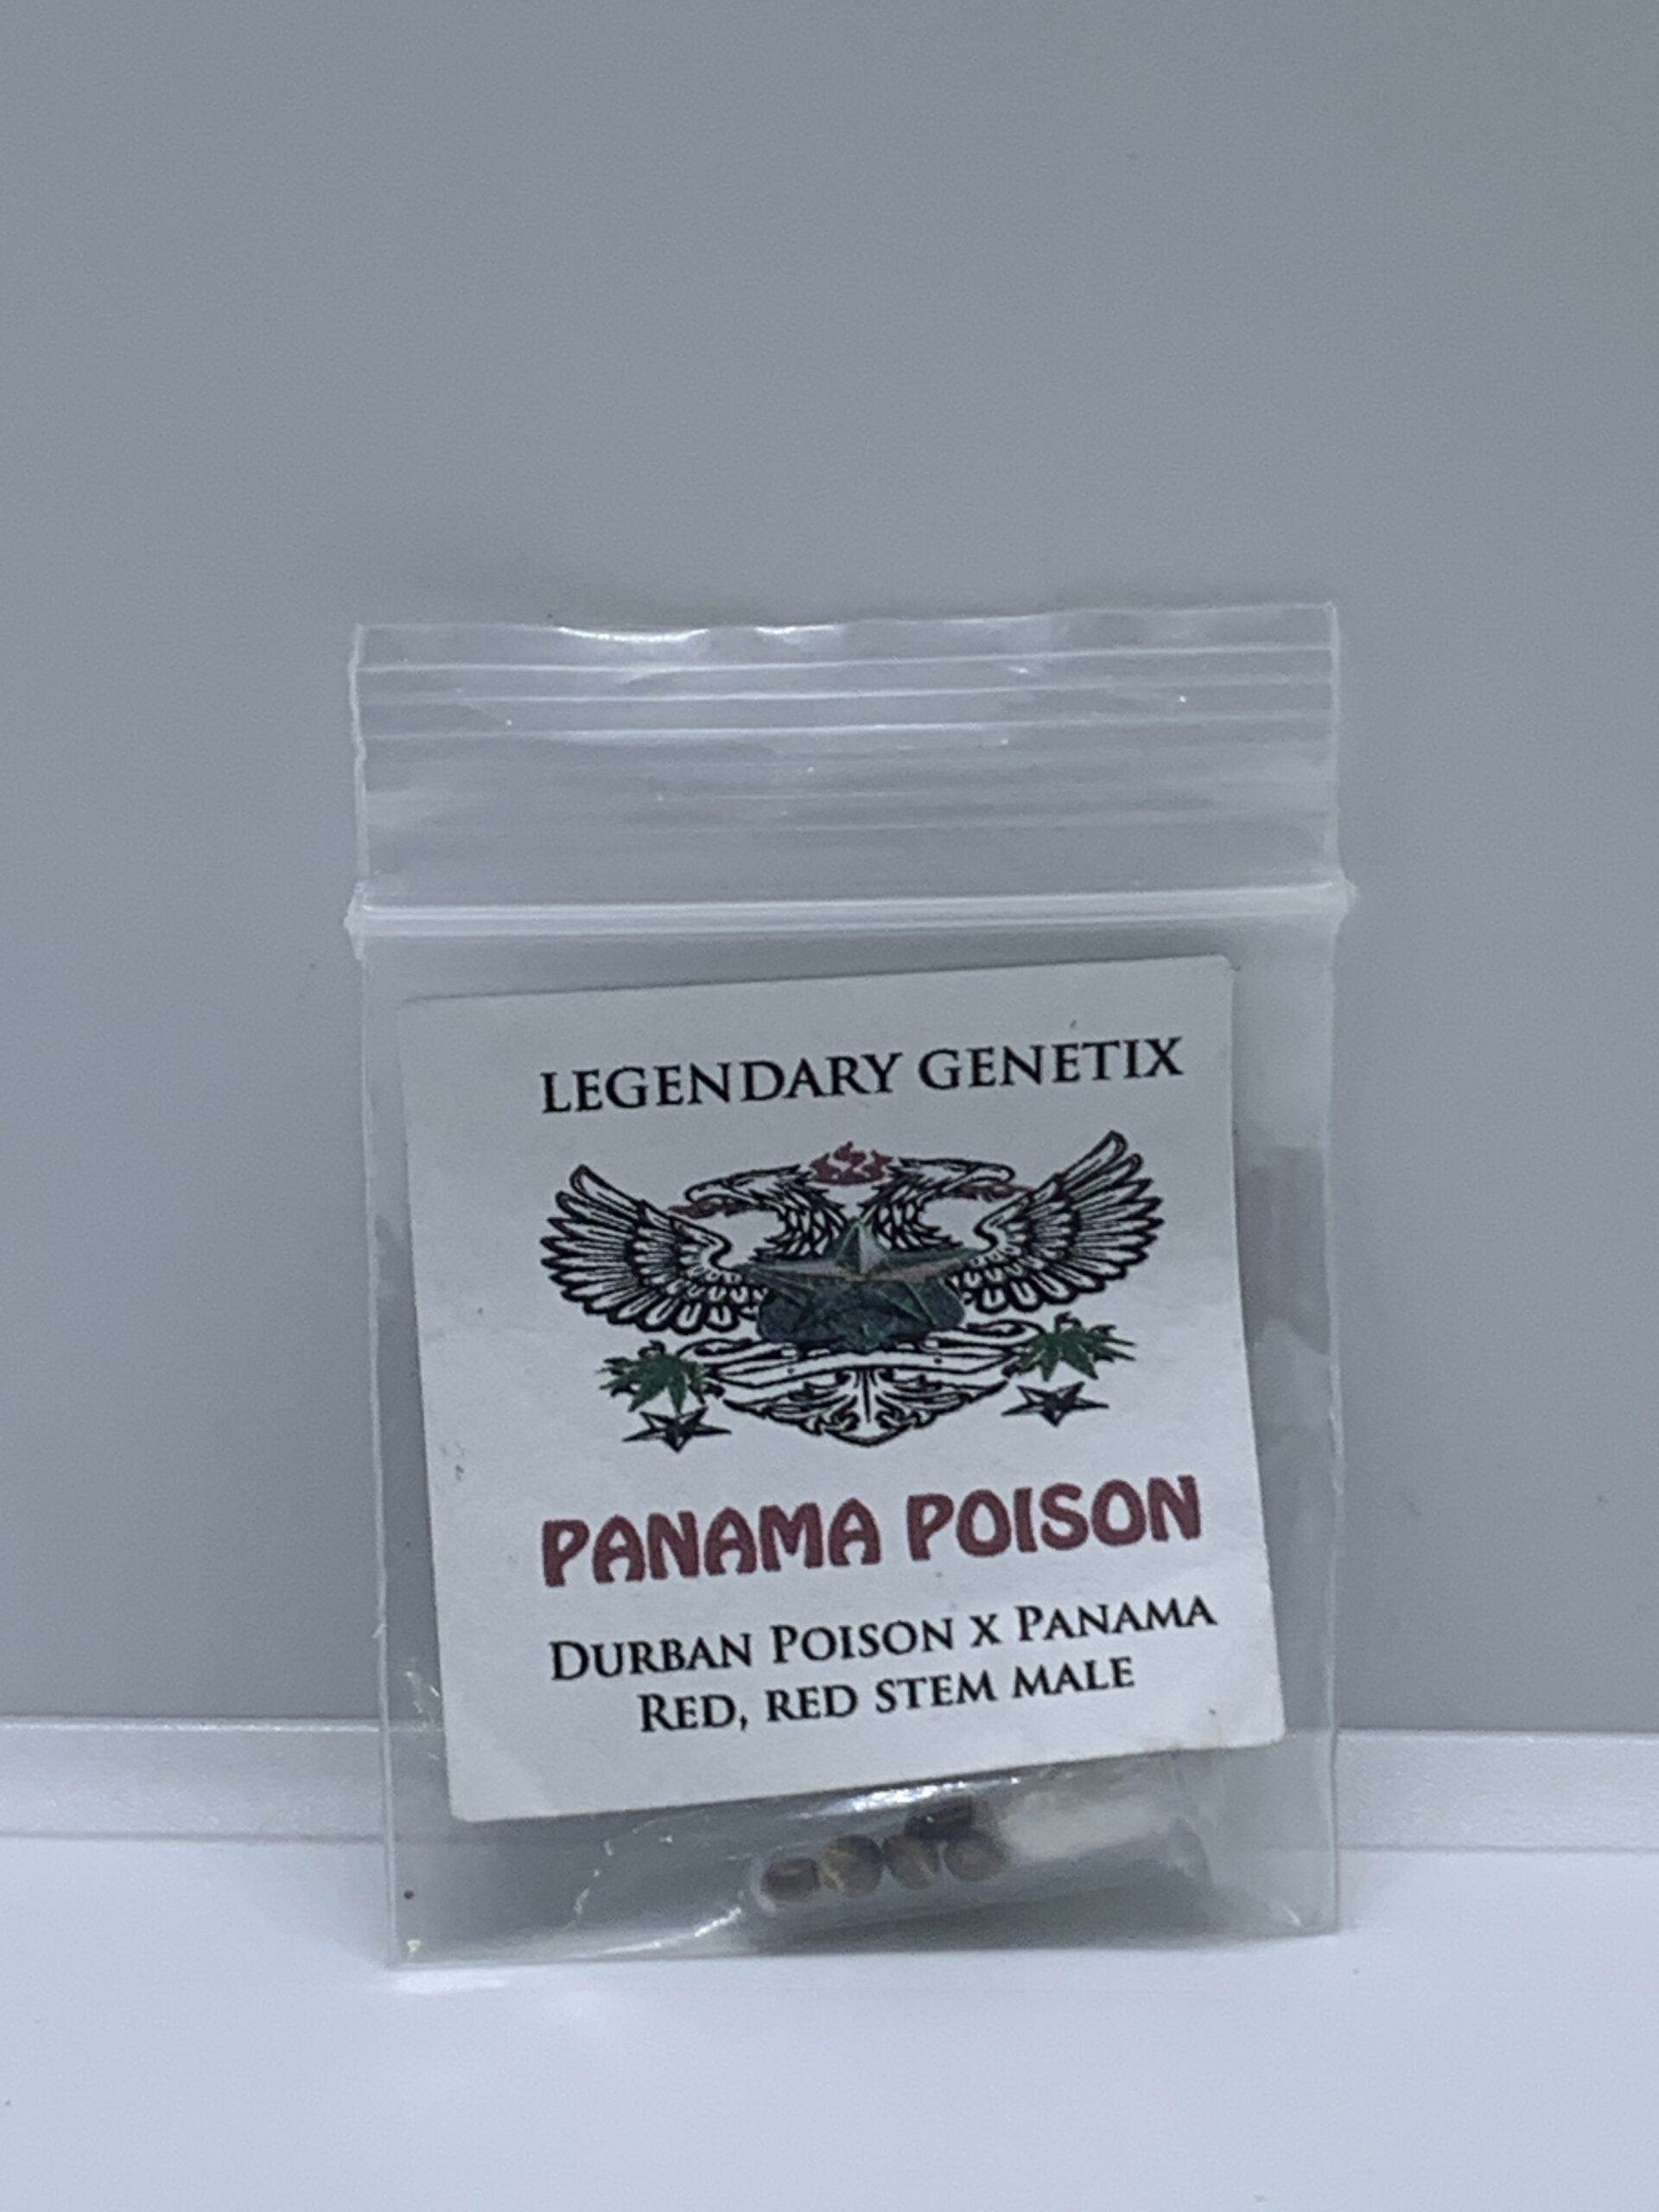 LEGENDARY GENETIX
PANAMA POISON
DURBAN POISON X PANAMA
RED, RED STEM MALE